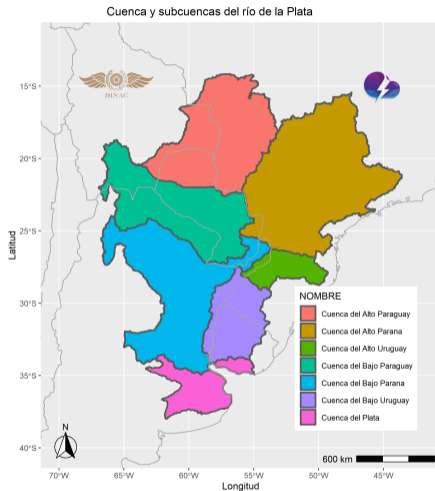 Cuenca y subcuencas del río de la Plata
DINAC
15°S
20°S
25°S
30°S
35°S
40°S
Latitud
NOMBRE
Cuenca del Alto Paraguay
Cuenca del Alto Parana
Cuenca del Alto Uruguay
Cuenca del Bajo Paraguay
Cuenca del Bajo Parana
Cuenca del Bajo Uruguay
Cuenca del Plata
N
600 km
70°W
65°W
60°W
55°W
50°W
45°W
Longitud